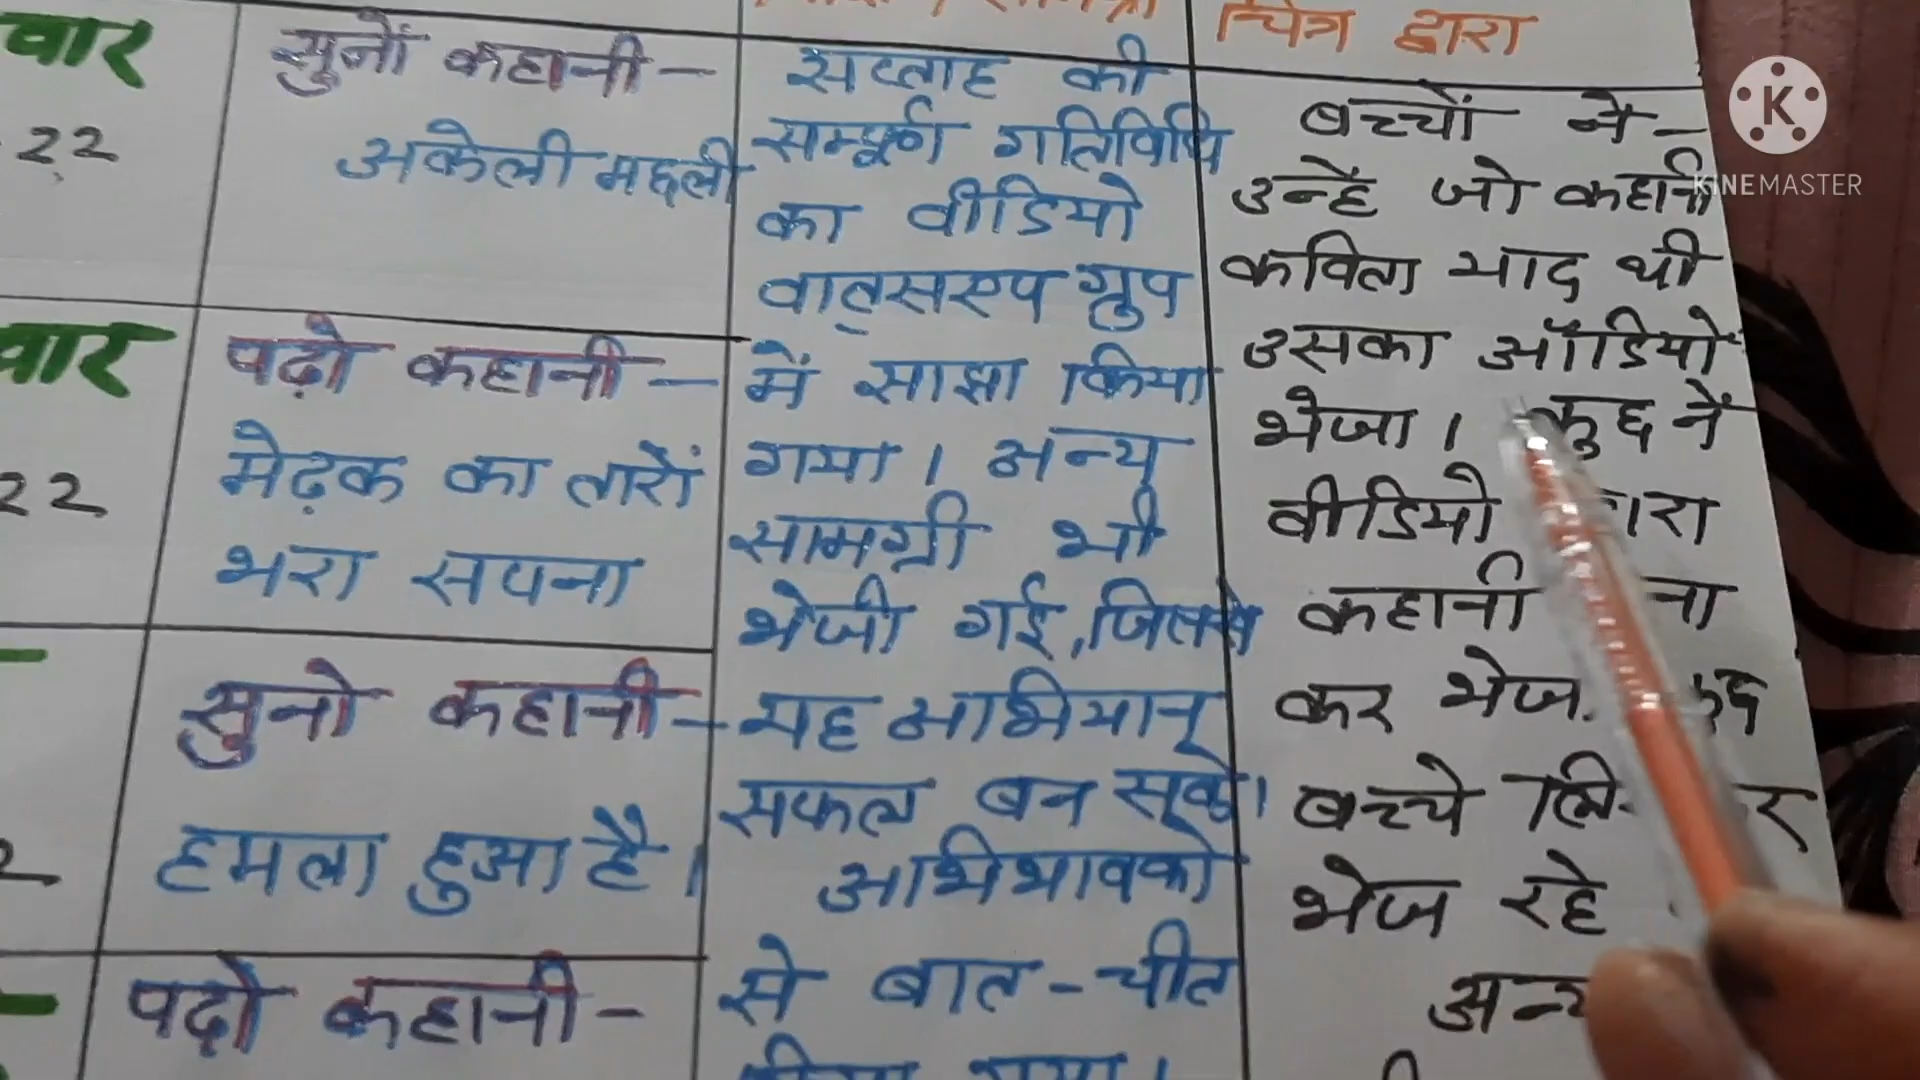 चित्र द्वारा
वार
22
सुनों कहानी -
अकेली मछली
वार
22
पढ़ो कहानी -
मेढ़क का तारों
भरा सपना
सुनो कहानी -
हमला हुआ है।
पढ़ो कहानी -
सप्ताह की
सम्पूर्ण गतिविधि
का वीडियो
वाट्सएप ग्रुप
में साझा किया
गया। अन्य
सामग्री भी
भेजी गई, जिससे
यह अभियान
सफल बन सके।
अभिभावको
से बात-चीत
गया।
बच्चों ने -
उन्हें जो कहानी
कविता याद थी
उसका ऑडियों
भेजा। कुछ नें
वीडियो
कहानी
कर
बच्चे
भेज रहे
KINEMASTER